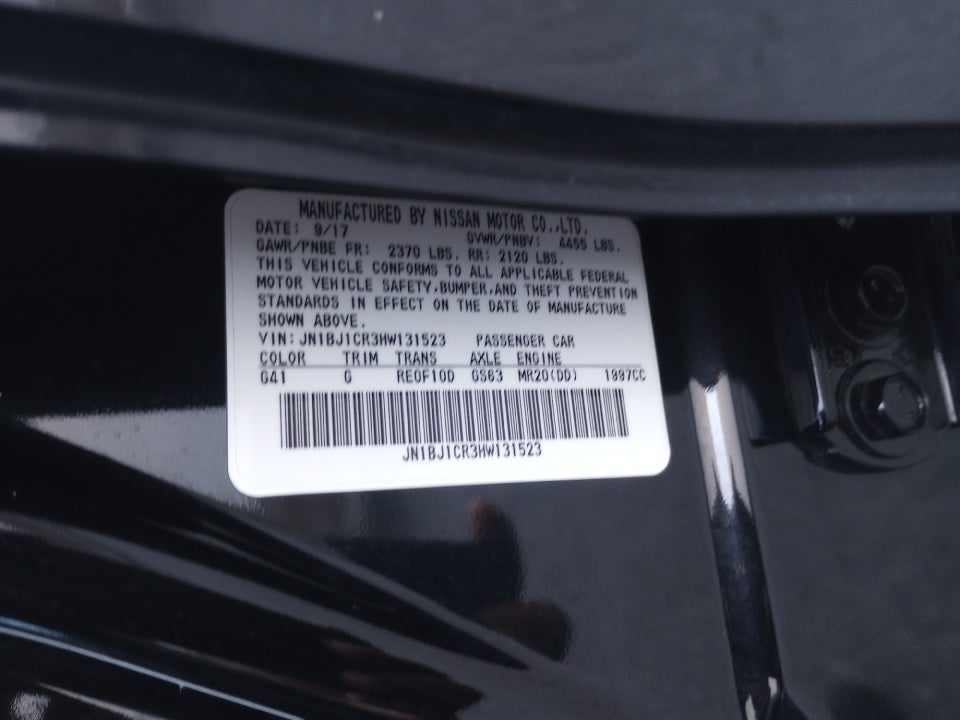 MANUFACTURED BY NISSAN MOTOR CO.,LTD.
DATE: 9/17 GVWR/PNBV: 4455 LBS.
GAWR/PNBE FR: 2370 LBS. RR: 2120 LBS.
THIS VEHICLE CONFORMS TO ALL APPLICABLE FEDERAL
MOTOR VEHICLE SAFETY,BUMPER,AND THEFT PREVENTION
STANDARDS IN EFFECT ON THE DATE OF MANUFACTURE
SHOWN ABOVE.
VIN:JN1BJ1CR3HW131523 PASSENGER CAR
COLOR TRIM TRANS AXLE ENGINE
G41 G RE0F10D GS63 MR20(DD) 1997CC
JN1BJ1CR3HW131523